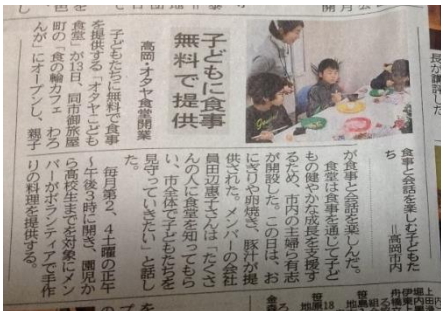 子どもに食事
無料で提供
高岡・オタヤ食堂開業
食事と会話を楽しむ子どもた
ち　＝高岡市内
子どもたちに無料で食事
を提供する「オタヤこども
食堂」が13日、同市御旅屋
町の「食の輪カフェ　わろ
んが」にオープンし、親子
が食事と会話を楽しんだ。
食堂は食事を通じて子ど
もの健やかな成長を支援す
るため、市内の主婦ら有志
が開設した。この日は、お
にぎりや卵焼き、豚汁が提
供された。メンバーの会社
員田辺恵子さんは「たくさ
んの人に食堂を知ってもら
い、市全体で子どもたちを
見守っていきたい」と話し
た。
毎月第2、4土曜の正午
～午後3時に開き、園児か
ら高校生までを対象にメン
バーがボランティアで手作
りの料理を提供する。
長が講評した